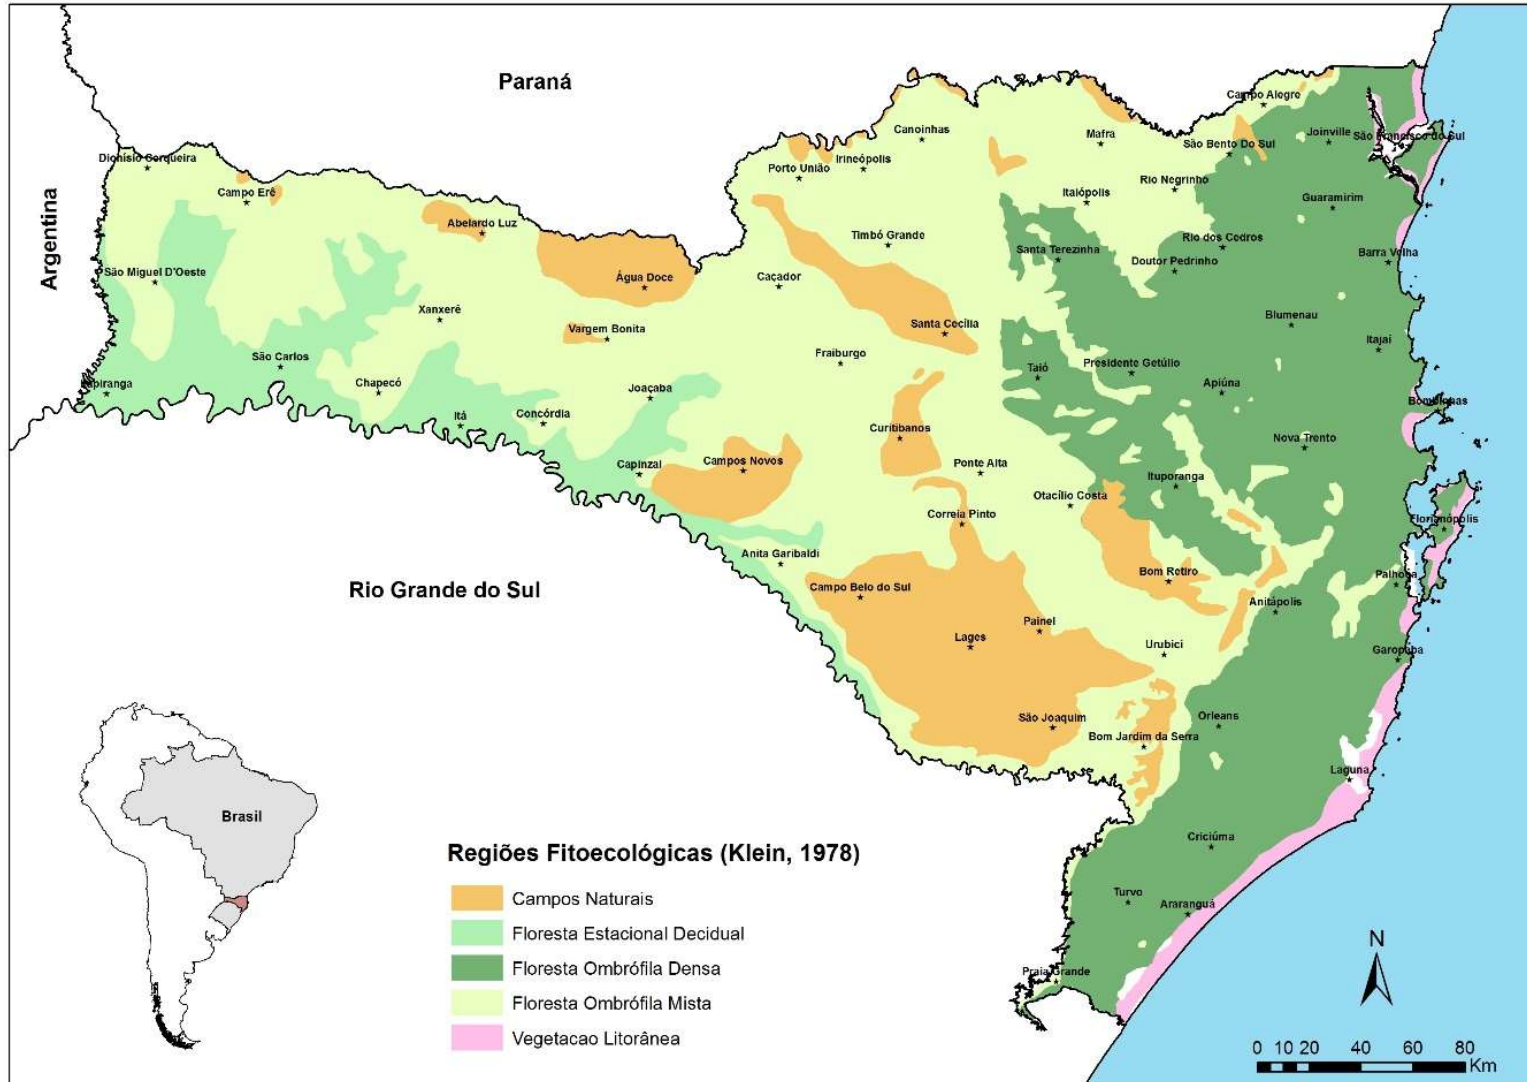 Paraná
Argentina
Rio Grande do Sul
Campo Alegre
Canoinhas
Mafra
Joinville
São Francisco do Sul
São Bento Do Sul
Dionísio Cerqueira
Irineópolis
Porto União
Rio Negrinho
Campo Erê
Itaiópolis
Guaramirim
Abelardo Luz
Timbó Grande
Santa Terezinha
Rio dos Cedros
Doutor Pedrinho
Barra Velha
São Miguel D'Oeste
Água Doce
Caçador
Xanxerê
Vargem Bonita
Santa Cecília
Blumenau
Itajaí
São Carlos
Fraiburgo
Taió
Presidente Getúlio
Chapecó
Joaçaba
Apiúna
Itá
Concórdia
Curitibanos
Nova Trento
Capinzal
Campos Novos
Ponte Alta
Ituporanga
Otacílio Costa
Correia Pinto
Florianópolis
Anita Garibaldi
Bom Retiro
Palhoça
Campo Belo do Sul
Anitápolis
Painel
Lages
Urubici
Garopaba
São Joaquim
Orleans
Bom Jardim da Serra
Laguna
Criciúma
Turvo
Araranguá
Praia Grande
Brasil
Regiões Fitoecológicas (Klein, 1978)
Campos Naturais
Floresta Estacional Decidual
Floresta Ombrófila Densa
Floresta Ombrófila Mista
Vegetacao Litorânea
N
0 10 20 40 60 80
Km